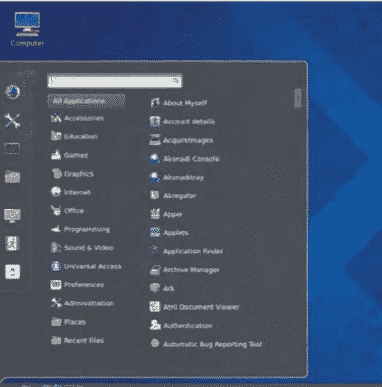 Computer
All Applications
Accessories
Education
Games
Graphics
Internet
Office
Programming
Sound & Video
Universal Access
Preferences
Administration
Places
Recent Files
About Myself
Account details
AcquireImages
Akonadi Console
Akonaditray
Akregator
Apper
Applets
Application Finder
Archive Manager
Ark
Atril Document Viewer
Authentication
Automatic Bug Reporting Tool